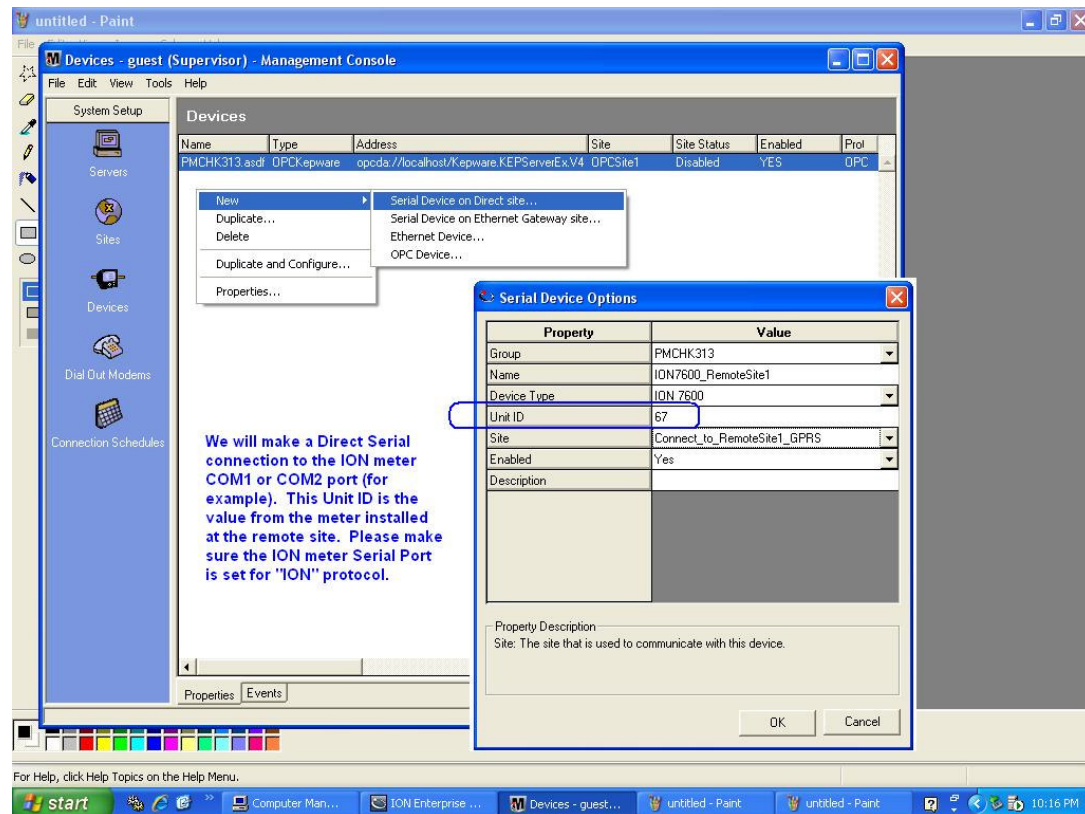 untitled - Paint
Devices - guest (Supervisor) - Management Console
File Edit View Tools Help
System Setup
Servers
Sites
Devices
Dial Out Modems
Connection Schedules
Devices
Name Type Address Site Site Status Enabled Prot
PMCHK313.asdf OPCKepware opcda://localhost/Kepware.KEPServerEx.V4 OPCSite1 Disabled YES OPC
New
Duplicate...
Delete
Duplicate and Configure...
Properties...
Serial Device on Direct site...
Serial Device on Ethernet Gateway site...
Ethernet Device...
OPC Device...
We will make a Direct Serial
connection to the ION meter
COM1 or COM2 port (for
example). This Unit ID is the
value from the meter installed
at the remote site. Please make
sure the ION meter Serial Port
is set for "ION" protocol.
Serial Device Options
Property Value
Group PMCHK313
Name ION7600_RemoteSite1
Device Type ION 7600
Unit ID 67
Site Connect_to_RemoteSite1_GPRS
Enabled Yes
Description
Property Description
Site: The site that is used to communicate with this device.
OK Cancel
Properties Events
For Help, click Help Topics on the Help Menu.
start Computer Man... ION Enterprise ... Devices - guest... untitled - Paint untitled - Paint 10:16 PM